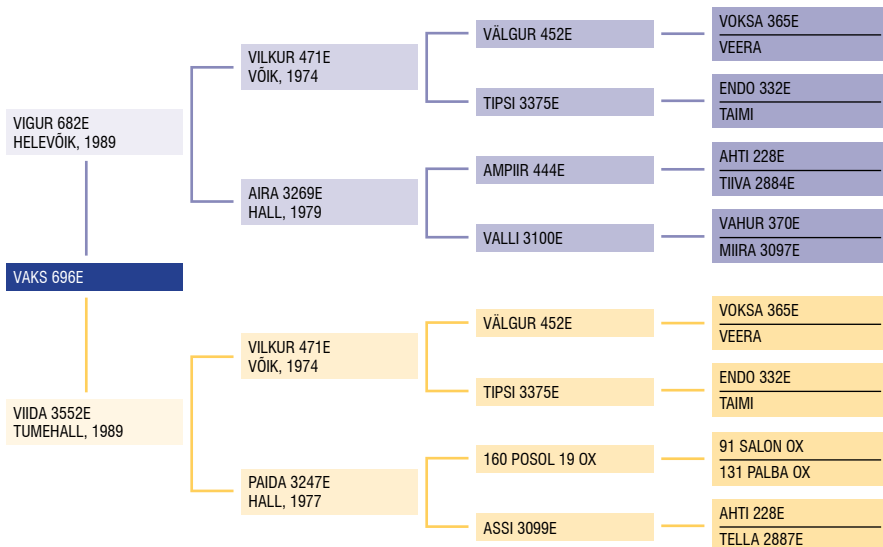 VIGUR 682E
HELEVÕIK, 1989
VAKS 696E
VIIDA 3552E
TUMEHALL, 1989
VILKUR 471E
VÕIK, 1974
AIRA 3269E
HALL, 1979
VILKUR 471E
VÕIK, 1974
PAIDA 3247E
HALL, 1977
VÄLGUR 452E
TIPSI 3375E
AMPIIR 444E
VALLI 3100E
VÄLGUR 452E
TIPSI 3375E
160 POSOL 19 OX
ASSI 3099E
VOKSA 365E
VEERA
ENDO 332E
TAIMI
AHTI 228E
TIIVA 2884E
VAHUR 370E
MIIRA 3097E
VOKSA 365E
VEERA
ENDO 332E
TAIMI
91 SALON OX
131 PALBA OX
AHTI 228E
TELLA 2887E